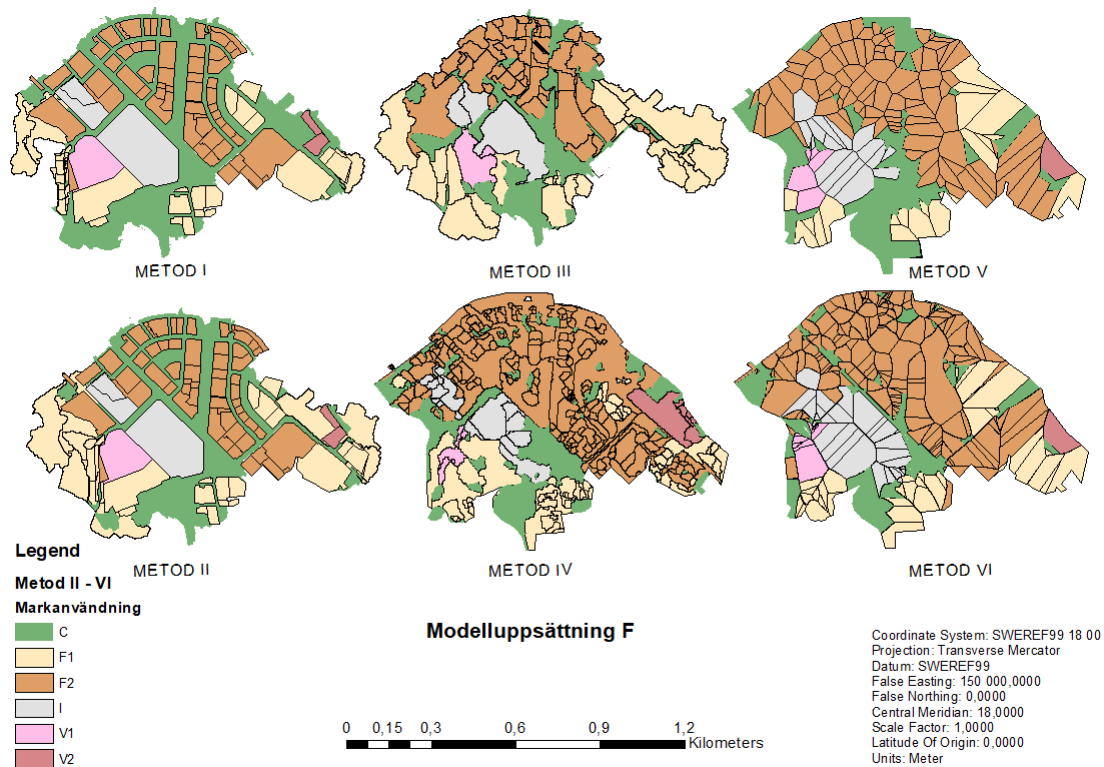 METOD I
METOD III
METOD V
METOD II
METOD IV
METOD VI
Legend
Metod II - VI
Markanvändning
C
F1
F2
I
V1
V2
Modelluppsättning F
0 0,15 0,3 0,6 0,9 1,2
Kilometers
Coordinate System: SWEREF99 18 00
Projection: Transverse Mercator
Datum: SWEREF99
False Easting: 150 000,0000
False Northing: 0,0000
Central Meridian: 18,0000
Scale Factor: 1,0000
Latitude Of Origin: 0,0000
Units: Meter